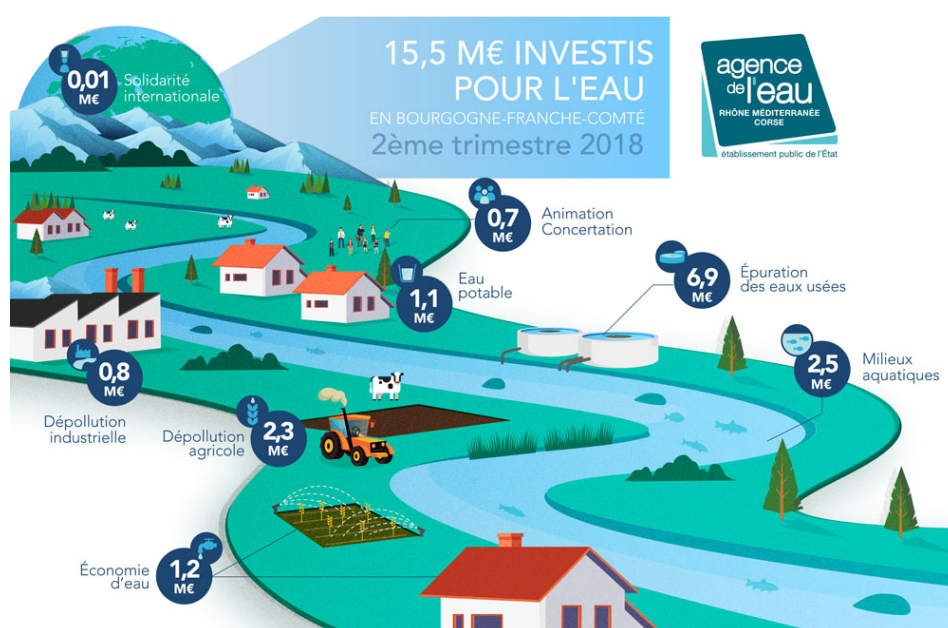 15,5 M€ INVESTIS
POUR L'EAU
EN BOURGOGNE-FRANCHE-COMTÉ
2ème trimestre 2018
agence
de l'eau
RHÔNE MÉDITERRANÉE
CORSE
établissement public de l'État
0,01
M€
Solidarité
internationale
0,7
M€
Animation
Concertation
1,1
M€
Eau
potable
6,9
M€
Épuration
des eaux usées
2,5
M€
Milieux
aquatiques
0,8
M€
Dépollution
industrielle
2,3
M€
Dépollution
agricole
1,2
M€
Économie
d'eau